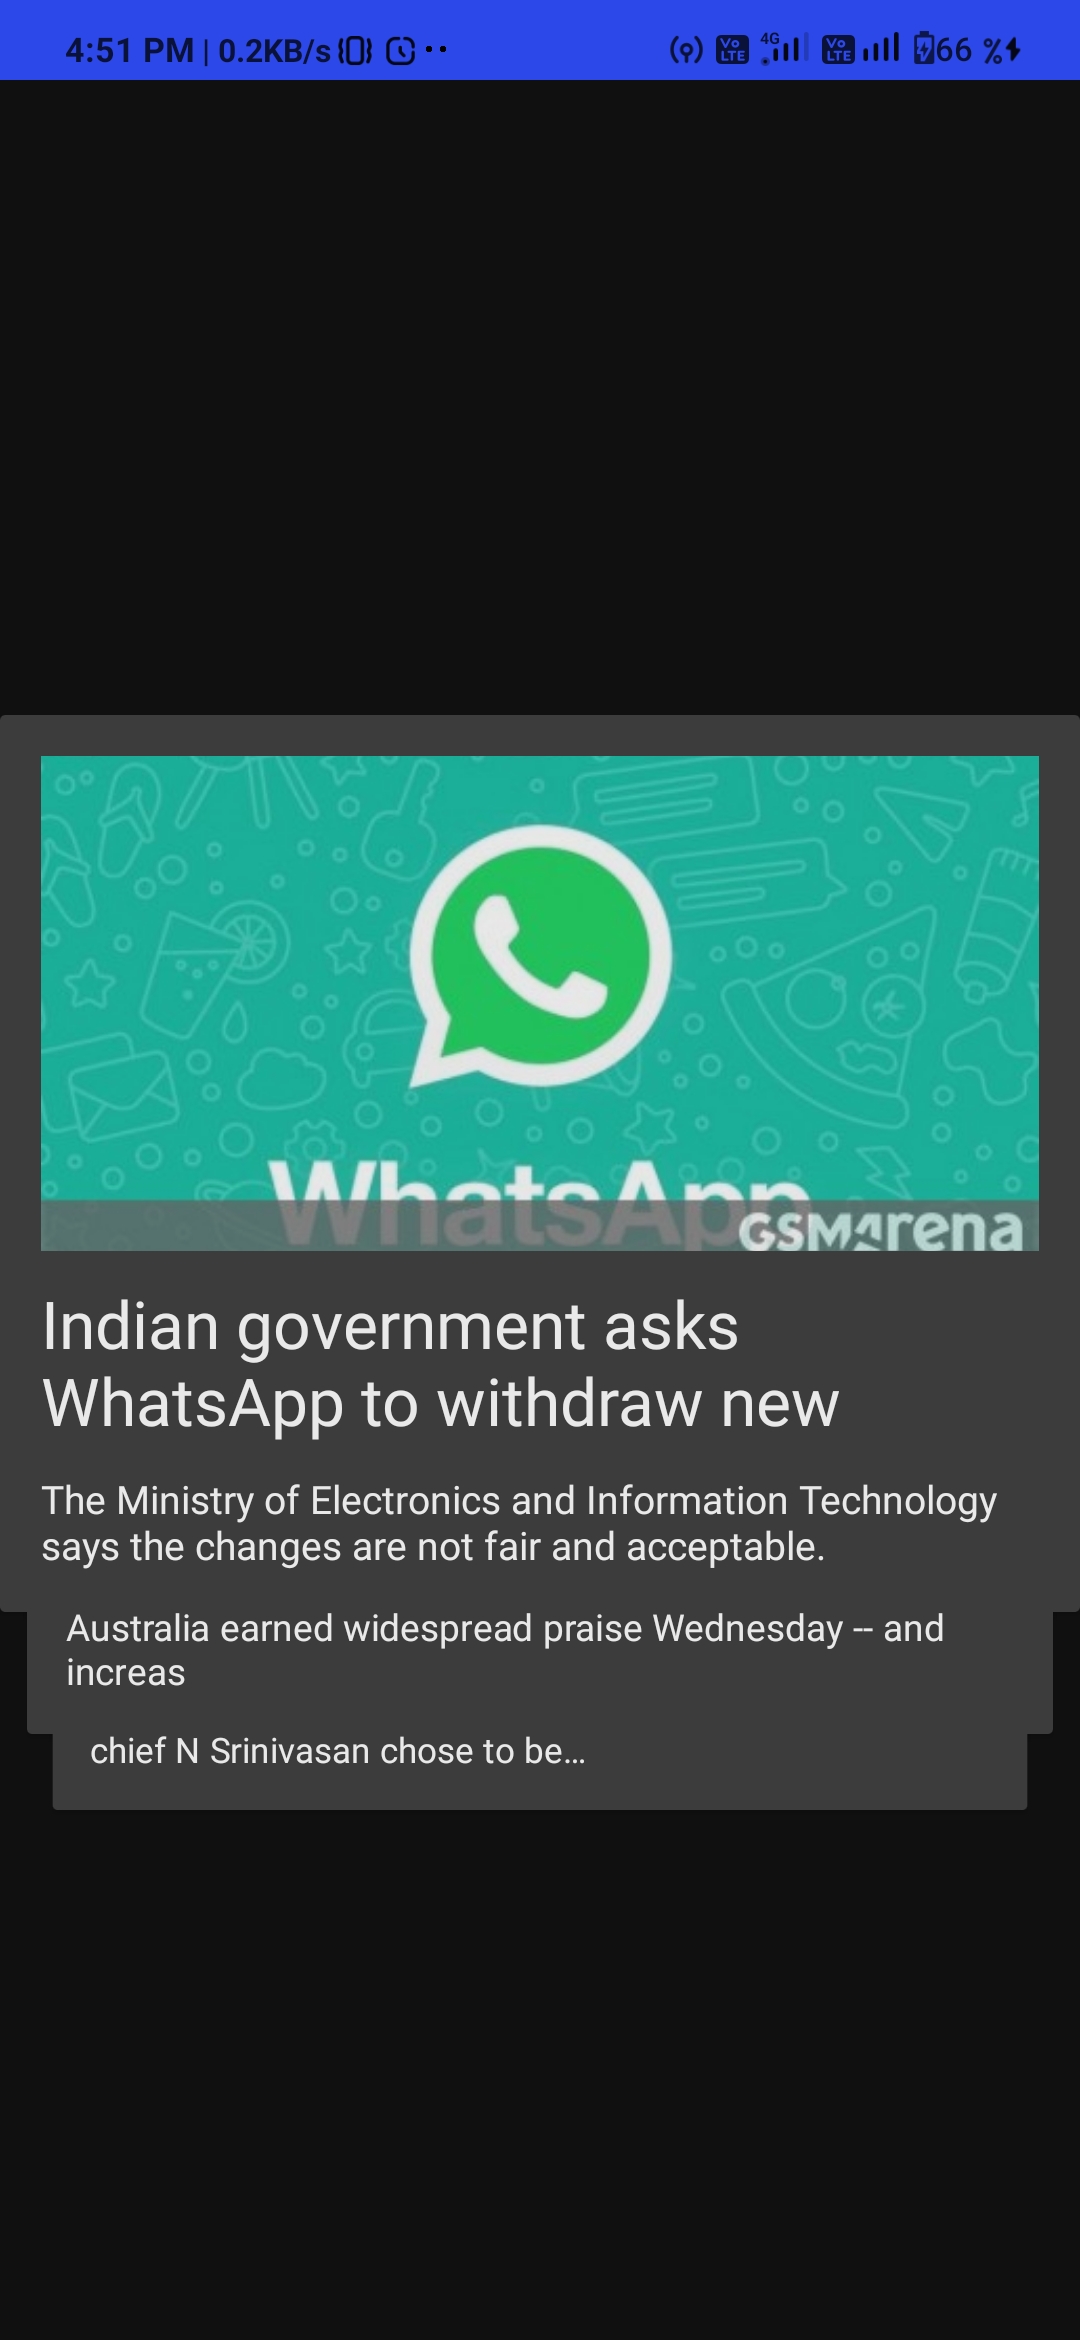 4:51 PM | 0.2KB/s
Vo LTE 4G Vo LTE 66 %
WhatsApp
GSMArena
Indian government asks
WhatsApp to withdraw new
The Ministry of Electronics and Information Technology
says the changes are not fair and acceptable.
Australia earned widespread praise Wednesday -- and
increas
chief N Srinivasan chose to be…